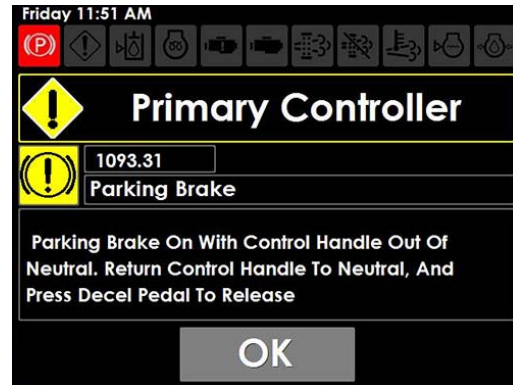 Friday 11:51 AM
(P)
Primary Controller
1093.31
Parking Brake
Parking Brake On With Control Handle Out Of
Neutral. Return Control Handle To Neutral, And
Press Decel Pedal To Release
OK